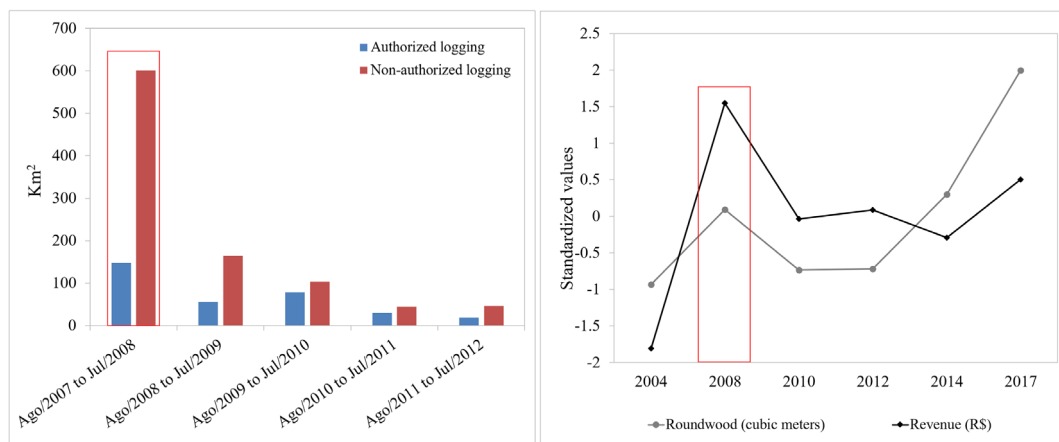 700
600
500
400
300
200
100
0
Km²
Authorized logging
Non-authorized logging
Ago/2007 to Jul/2008
Ago/2008 to Jul/2009
Ago/2009 to Jul/2010
Ago/2010 to Jul/2011
Ago/2011 to Jul/2012
2.5
2
1.5
1
0.5
0
-0.5
-1
-1.5
-2
Standardized values
2004 2008 2010 2012 2014 2017
Roundwood (cubic meters) Revenue (R$)